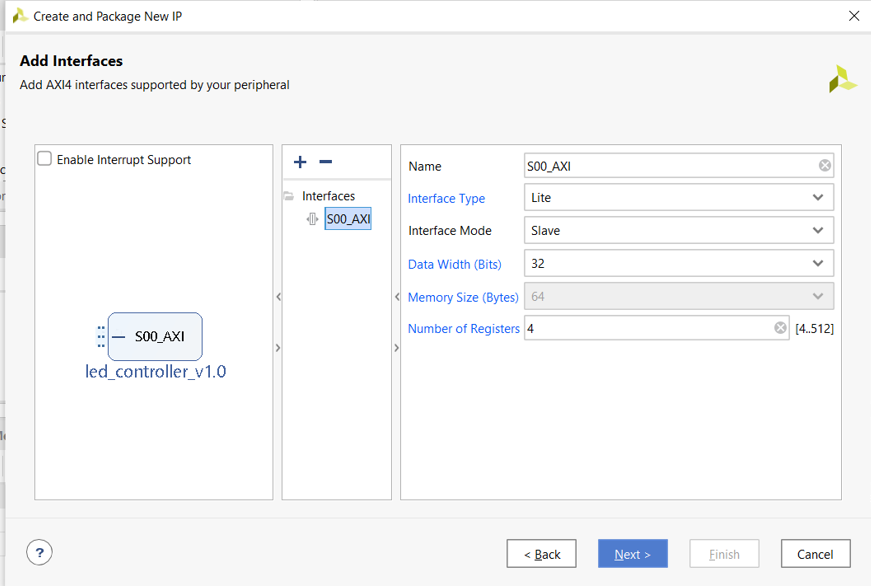 Create and Package New IP
Add Interfaces
Add AXI4 interfaces supported by your peripheral
Enable Interrupt Support
S00_AXI
led_controller_v1.0
Interfaces
S00_AXI
Name S00_AXI
Interface Type Lite
Interface Mode Slave
Data Width (Bits) 32
Memory Size (Bytes) 64
Number of Registers 4 [4..512]
? < Back Next > Finish Cancel